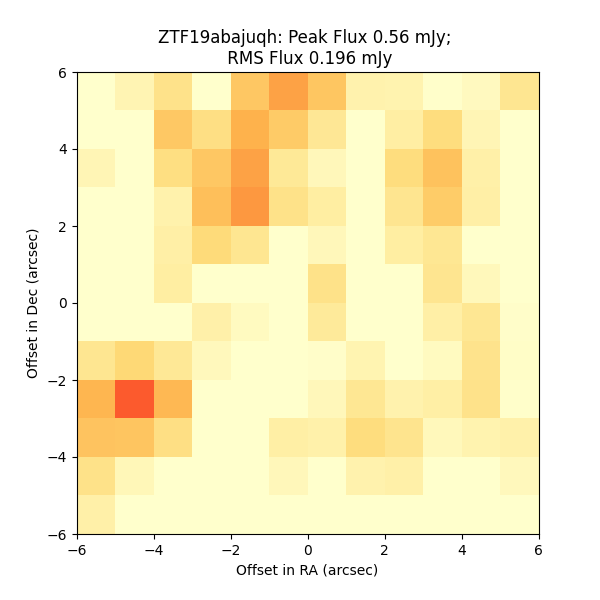 ZTF19abajuqh: Peak Flux 0.56 mJy;
RMS Flux 0.196 mJy
6
4
2
0
−2
−4
−6
Offset in Dec (arcsec)
−6 −4 −2 0 2 4 6
Offset in RA (arcsec)